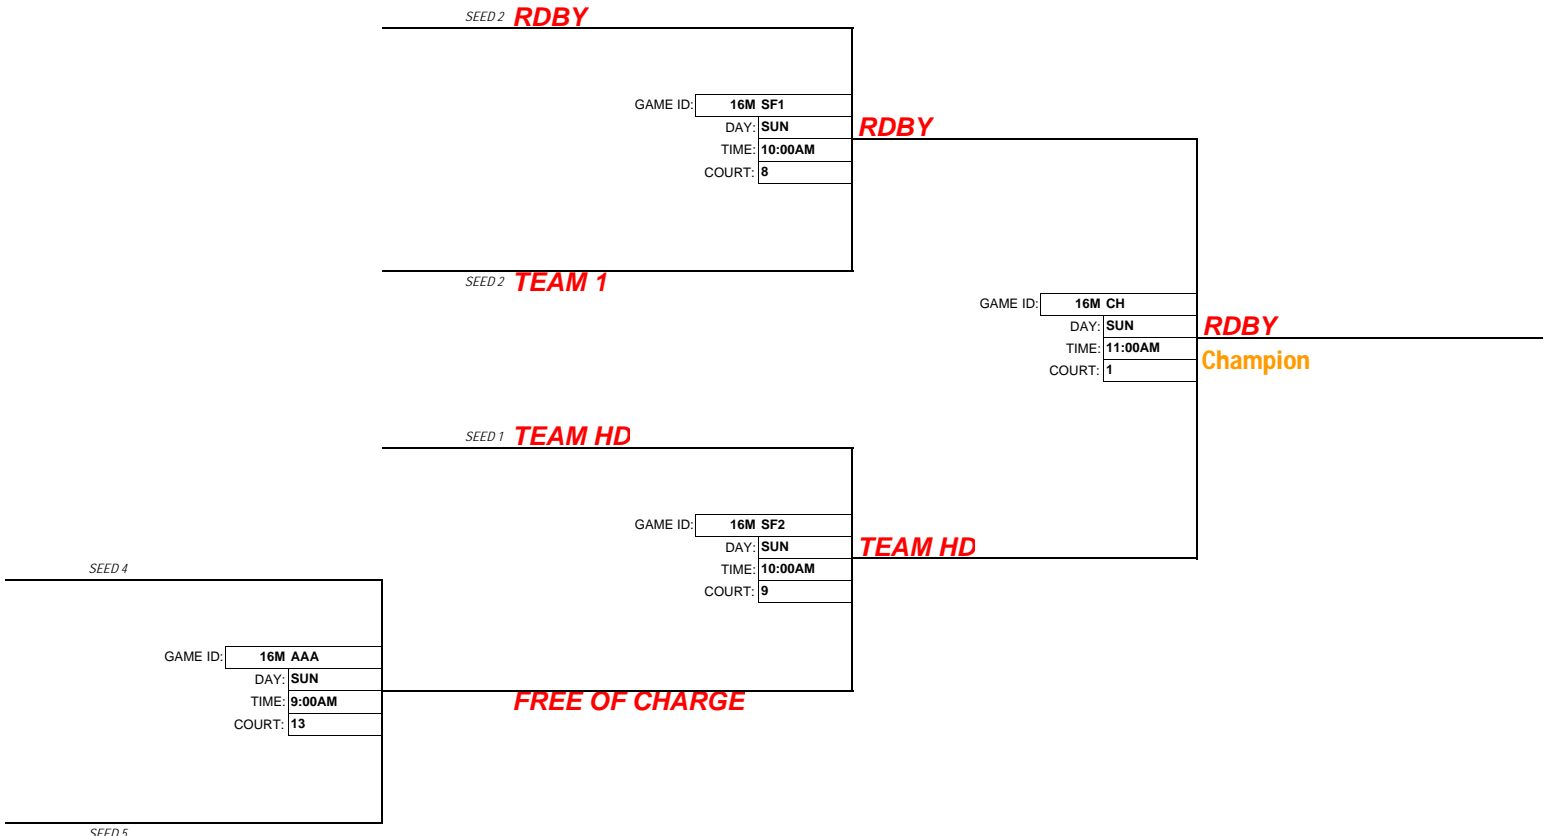 SEED 2 RDBY
GAME ID: 16M SF1
DAY: SUN
TIME: 10:00AM
COURT: 8
RDBY
SEED 2 TEAM 1
GAME ID: 16M CH
DAY: SUN
TIME: 11:00AM
COURT: 1
RDBY
Champion
SEED 1 TEAM HD
GAME ID: 16M SF2
DAY: SUN
TIME: 10:00AM
COURT: 9
TEAM HD
SEED 4
GAME ID: 16M AAA
DAY: SUN
TIME: 9:00AM
COURT: 13
FREE OF CHARGE
SEED 5